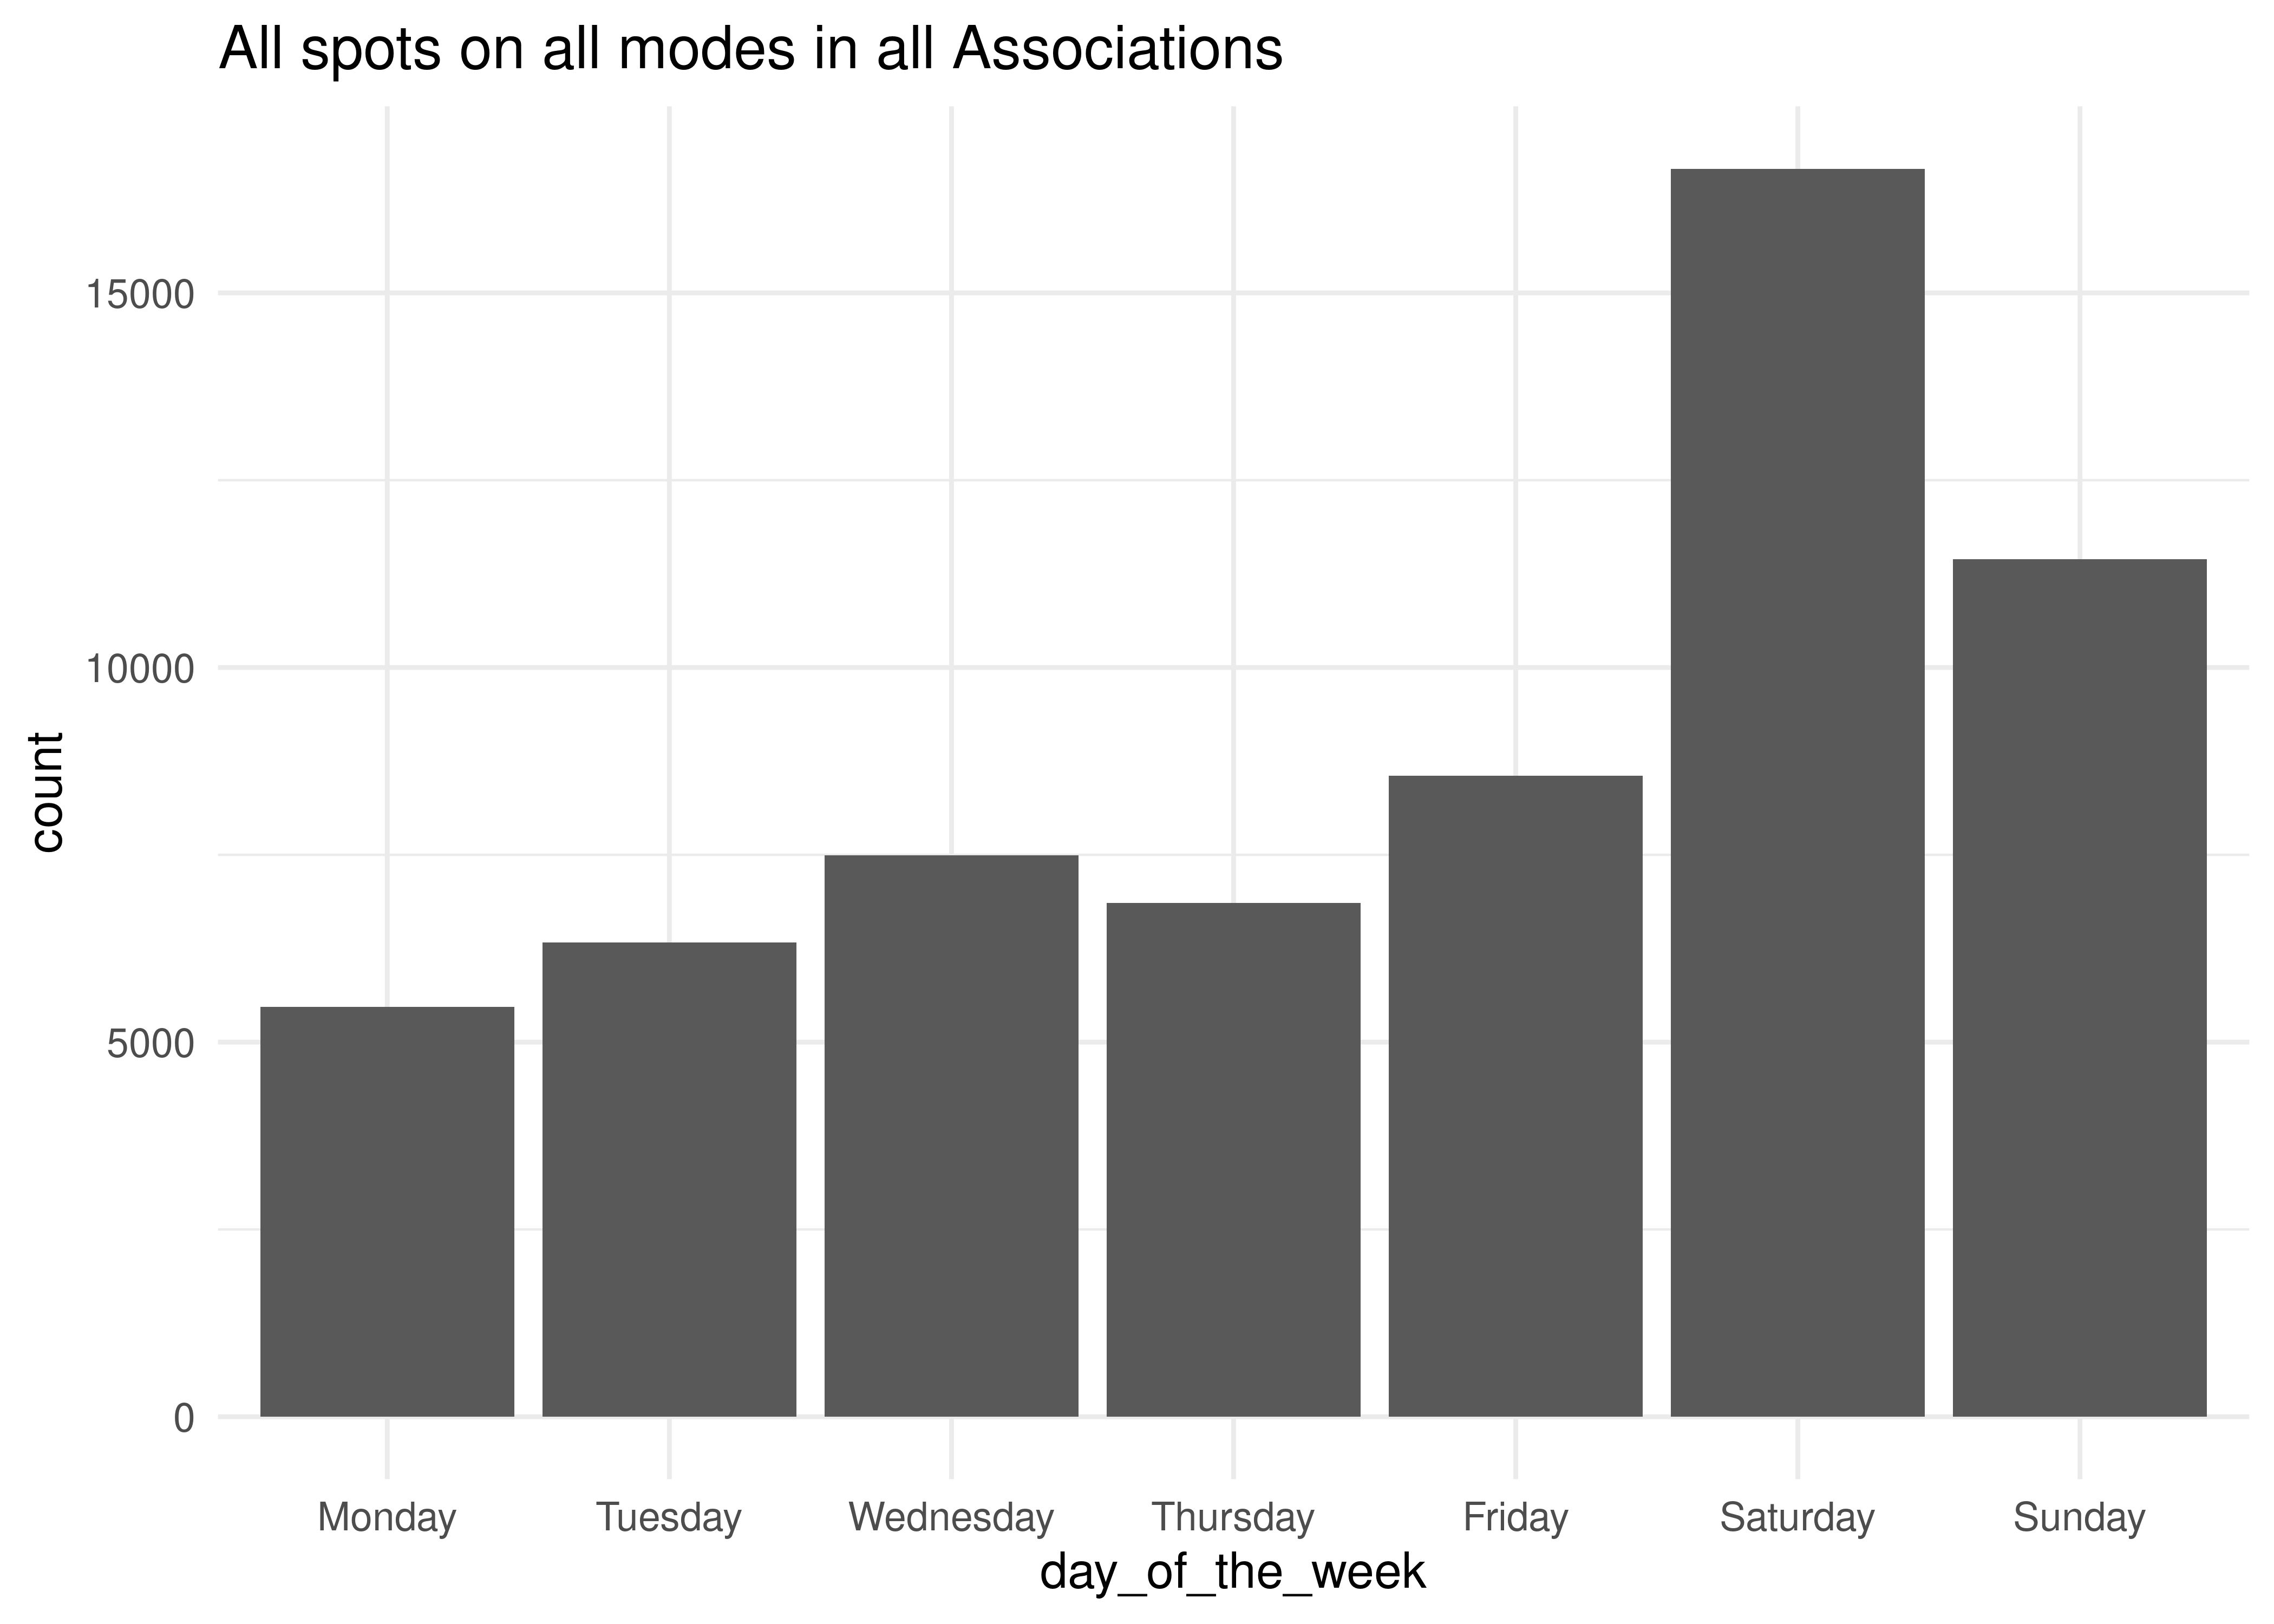 All spots on all modes in all Associations
count
15000
10000
5000
0
Monday Tuesday Wednesday Thursday Friday Saturday Sunday
day_of_the_week